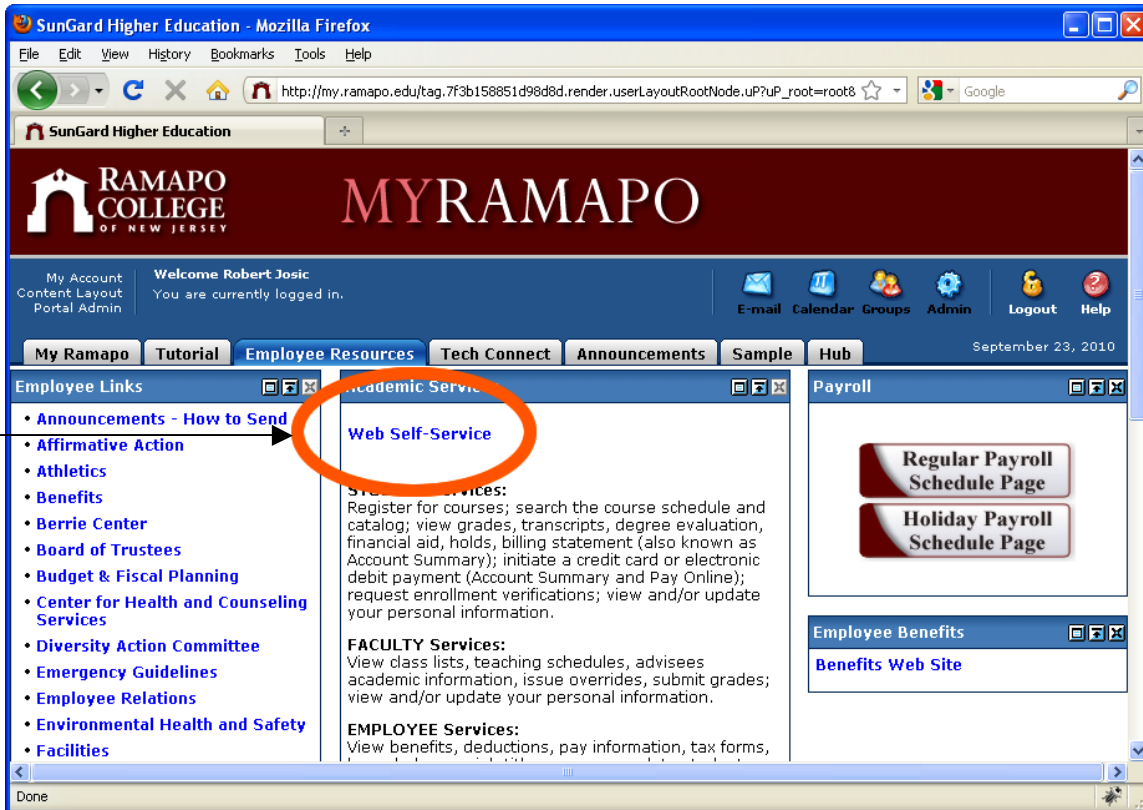 SunGard Higher Education - Mozilla Firefox
File Edit View History Bookmarks Tools Help
http://my.ramapo.edu/tag.7f3b158851d98d8d.render.userLayoutRootNode.uP?uP_root=root8
Google
SunGard Higher Education
RAMAPO
COLLEGE
OF NEW JERSEY
MYRAMAPO
My Account
Content Layout
Portal Admin
Welcome Robert Josic
You are currently logged in.
E-mail Calendar Groups Admin Logout Help
My Ramapo Tutorial Employee Resources Tech Connect Announcements Sample Hub
September 23, 2010
Employee Links
• Announcements - How to Send
• Affirmative Action
• Athletics
• Benefits
• Berrie Center
• Board of Trustees
• Budget & Fiscal Planning
• Center for Health and Counseling
Services
• Diversity Action Committee
• Emergency Guidelines
• Employee Relations
• Environmental Health and Safety
• Facilities
Academic Services
Web Self-Service
STUDENT Services:
Register for courses; search the course schedule and
catalog; view grades, transcripts, degree evaluation,
financial aid, holds, billing statement (also known as
Account Summary); initiate a credit card or electronic
debit payment (Account Summary and Pay Online);
request enrollment verifications; view and/or update
your personal information.
FACULTY Services:
View class lists, teaching schedules, advisees
academic information, issue overrides, submit grades;
view and/or update your personal information.
EMPLOYEE Services:
View benefits, deductions, pay information, tax forms,
Payroll
Regular Payroll
Schedule Page
Holiday Payroll
Schedule Page
Employee Benefits
Benefits Web Site
Done